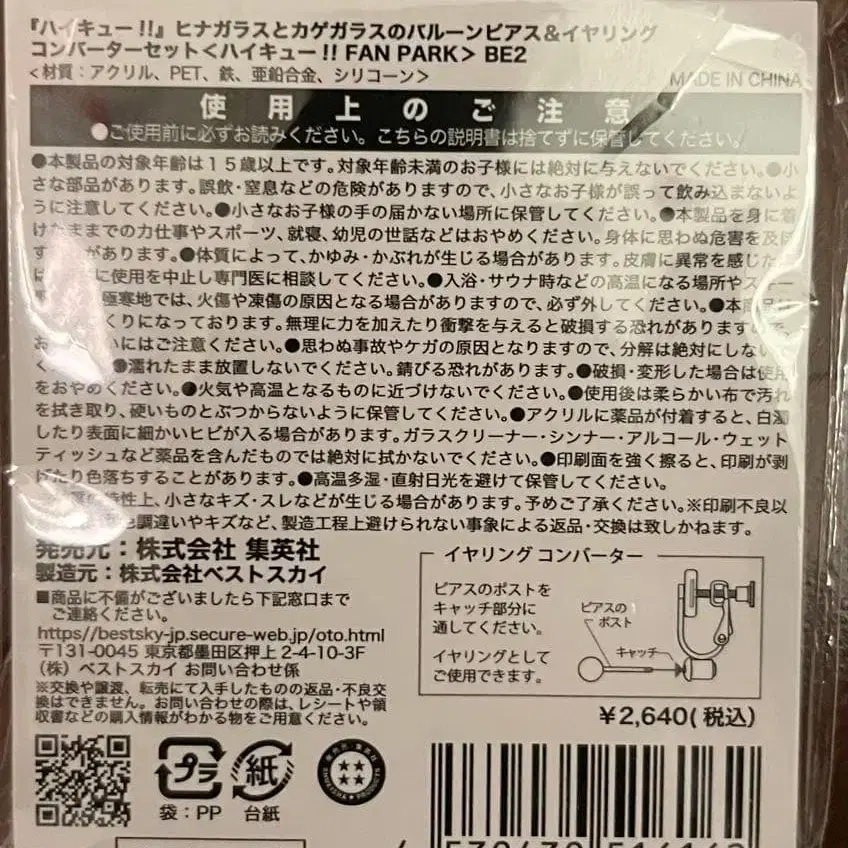 『ハイキュー!!』ヒナガラスとカゲガラスのバルーンピアス&イヤリング
コンバーターセット<ハイキュー!! FAN PARK> BE2
<材質：アクリル、PET、鉄、亜鉛合金、シリコーン>
MADE IN CHINA
使用上のご注意
●ご使用前に必ずお読みください。こちらの説明書は捨てずに保管してください。
●本製品の対象年齢は15歳以上です。対象年齢未満のお子様には絶対に与えないでください。●小
さな部品があります。誤飲・窒息などの危険がありますので、小さなお子様が誤って飲み込まないよ
うに注意してください。●小さなお子様の手の届かない場所に保管してください。●本製品を身に着
けたままでの力仕事やスポーツ、就寝、幼児の世話などはおやめください。身体に思わぬ危害を及ぼ
があります。●体質によって、かゆみ・かぶれが生じる場合があります。皮膚に異常を感じた
に使用を中止し専門医に相談してください。●入浴・サウナ時などの高温になる場所やスキー
極寒地では、火傷や凍傷の原因となる場合がありますので、必ず外してください。●本商品は
くりになっております。無理に力を加えたり衝撃を与えると破損する恐れがありますので、
お いにはご注意ください。●思わぬ事故やケガの原因となりますので、分解は絶対にしない
く ●濡れたまま放置しないでください。錆びる恐れがあります。●破損・変形した場合は使用
をおやめください。●火気や高温となるものに近づけないでください。●使用後は柔らかい布で汚れ
を拭き取り、硬いものとぶつからないように保管してください。●アクリルに薬品が付着すると、白濁
したり表面に細かいヒビが入る場合があります。ガラスクリーナー・シンナー・アルコール・ウェット
ティッシュなど薬品を含んだものでは絶対に拭かないでください。●印刷面を強く擦ると、印刷が剥
げたり色落ちすることがあります。●高温多湿・直射日光を避けて保管してください。
特性上、小さなキズ・スレなどが生じる場合があります。予めご了承ください。※印刷不良以
色調違いやキズなど、製造工程上避けられない事象による返品・交換は致しかねます。
発売元：株式会社 集英社
製造元：株式会社ベストスカイ
■商品に不備がございましたら下記窓口まで
ご連絡ください。
https://bestsky-jp.secure-web.jp/oto.html
〒131-0045 東京都墨田区押上 2-4-10-3F
（株）ベストスカイ お問い合わせ係
※交換や譲渡、転売にて入手したものの返品・不良交
換はできません。お問い合わせの際は、レシートや領
収書などの購入情報がわかる物をご用意ください。
イヤリング コンバーター
ピアスのポストを
キャッチ部分に
通してください。
イヤリングとして
ご使用できます。
ピアスの
ポスト
キャッチ
¥2,640(税込)
プラ
袋：PP
紙
台紙